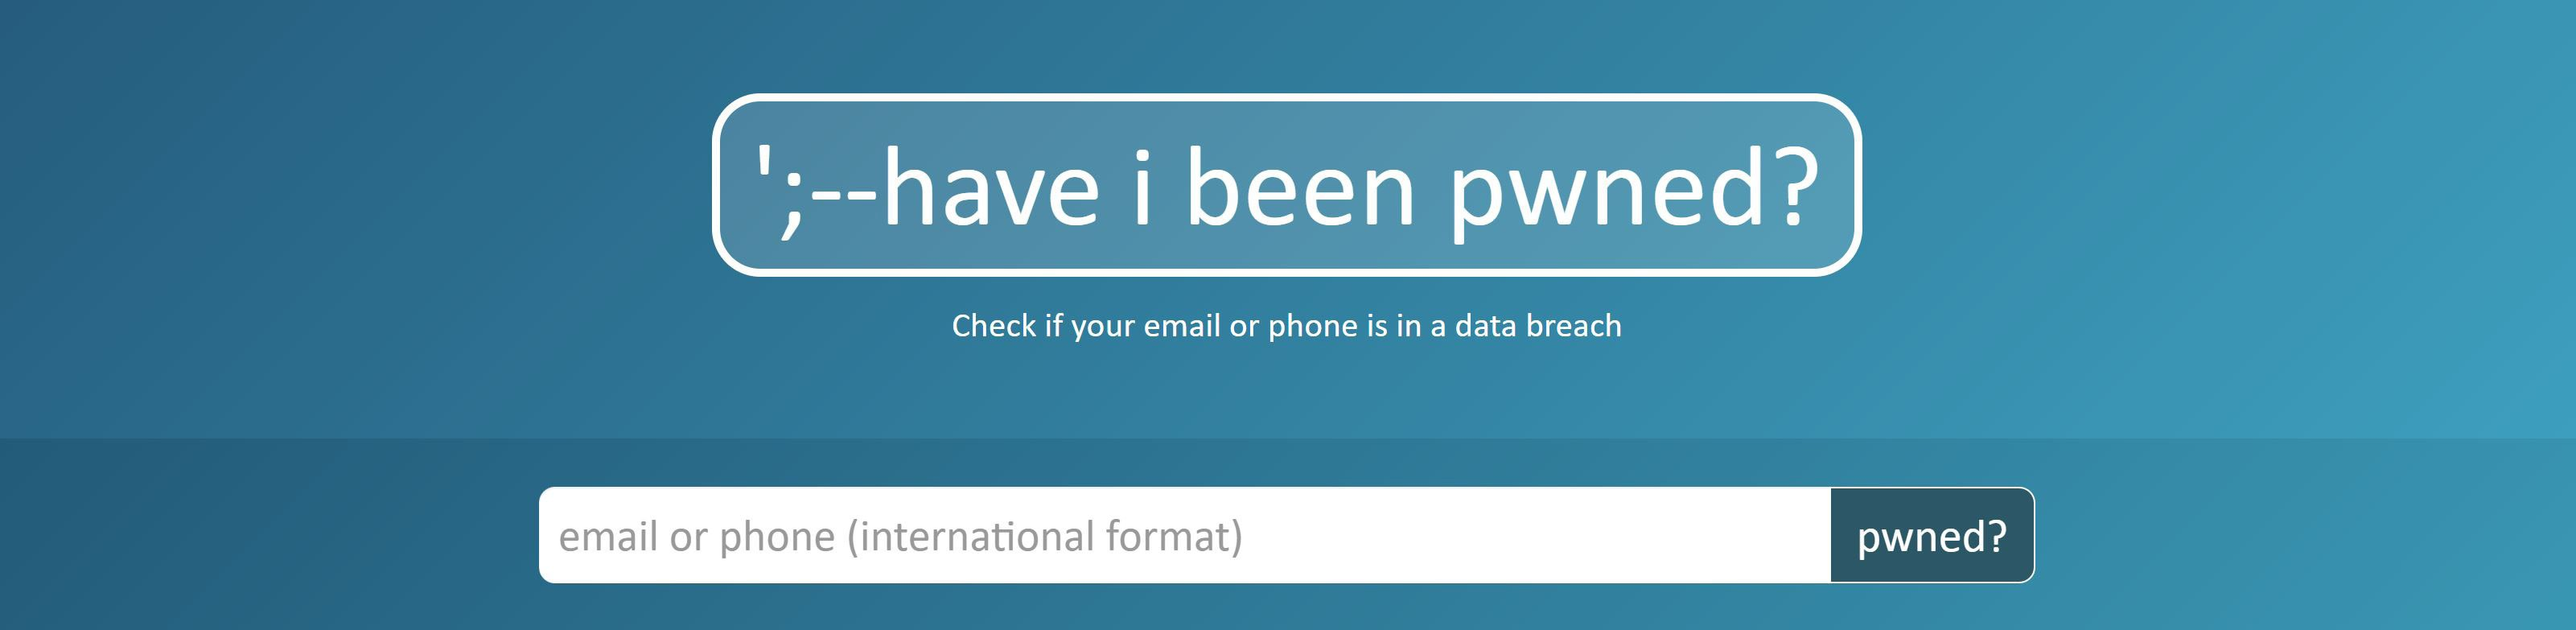 ';--have i been pwned?
Check if your email or phone is in a data breach
email or phone (international format) pwned?